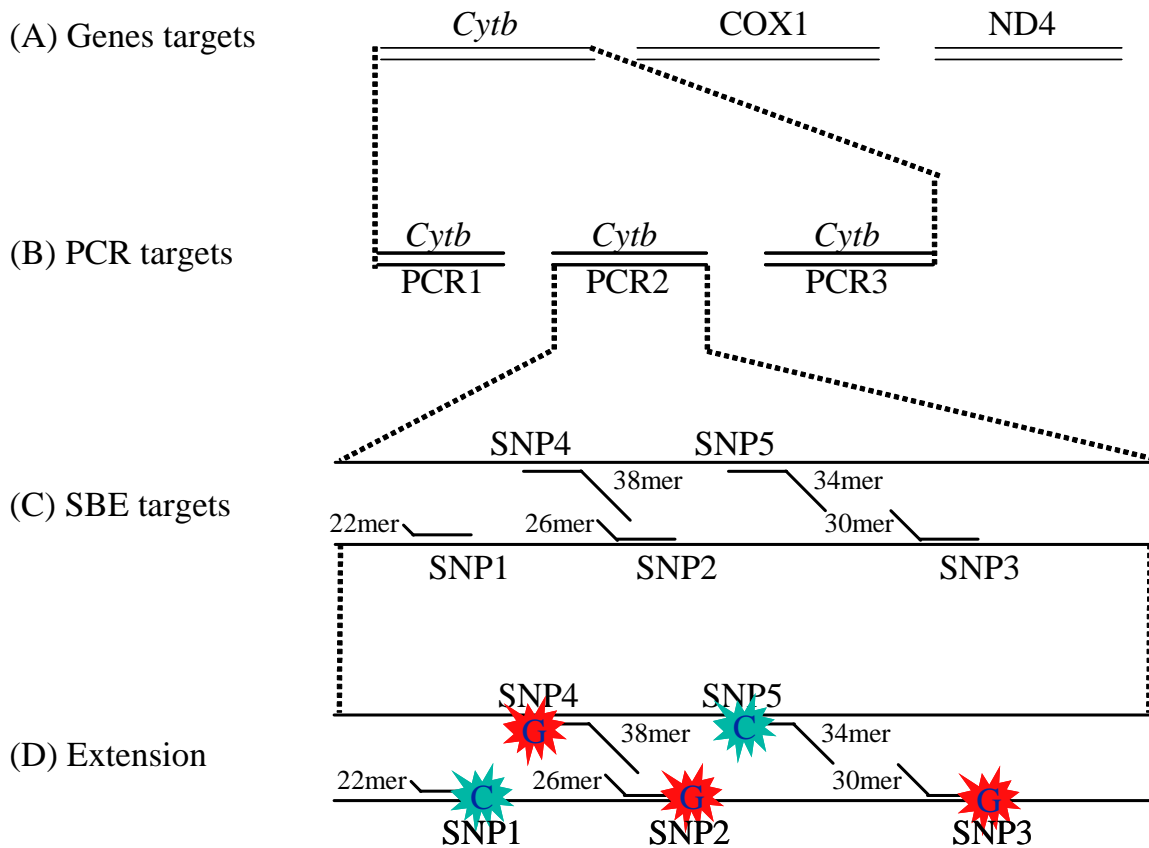 (A) Genes targets
Cytb COX1 ND4
(B) PCR targets
Cytb Cytb Cytb
PCR1 PCR2 PCR3
(C) SBE targets
SNP4 SNP5
38mer 34mer
22mer 26mer 30mer
SNP1 SNP2 SNP3
(D) Extension
SNP4 SNP5
G C
38mer 34mer
22mer 26mer 30mer
C G G
SNP1 SNP2 SNP3